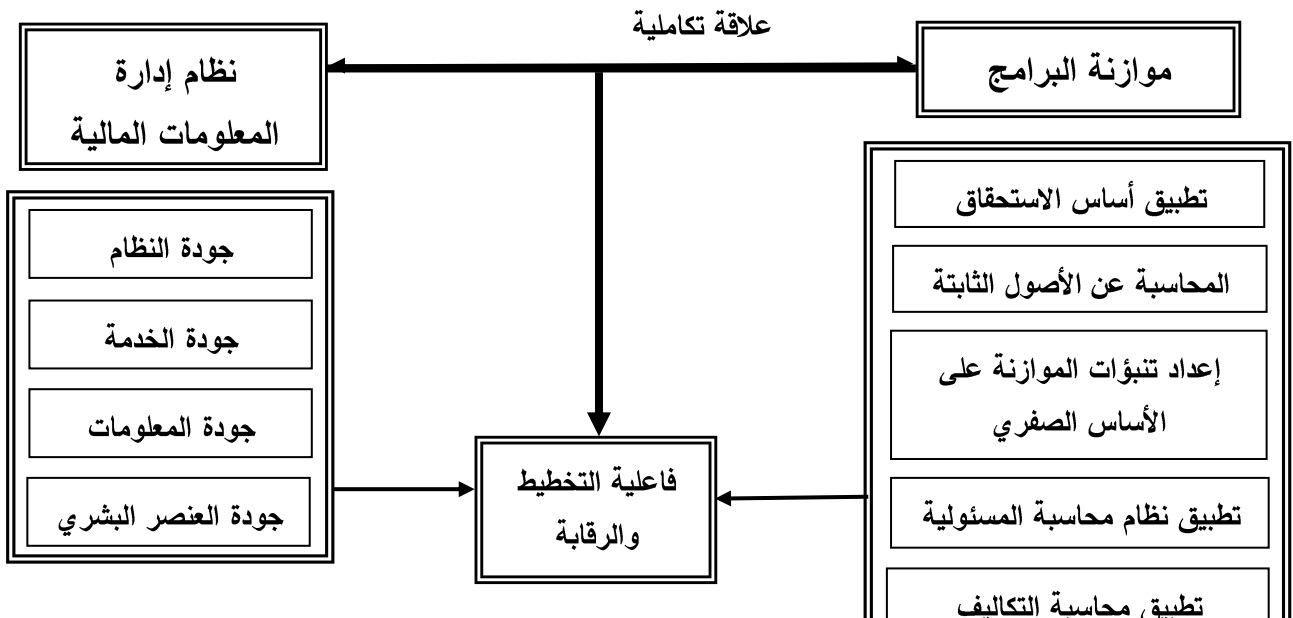 علاقة تكاملية
موازنة البرامج
تطبيق أساس الاستحقاق
المحاسبة عن الأصول الثابتة
إعداد تنبؤات الموازنة على
الأساس الصفري
تطبيق نظام محاسبة المسئولية
تطبيق محاسبة التكاليف
نظام إدارة
المعلومات المالية
جودة النظام
جودة الخدمة
جودة المعلومات
جودة العنصر البشري
فاعلية التخطيط
والرقابة